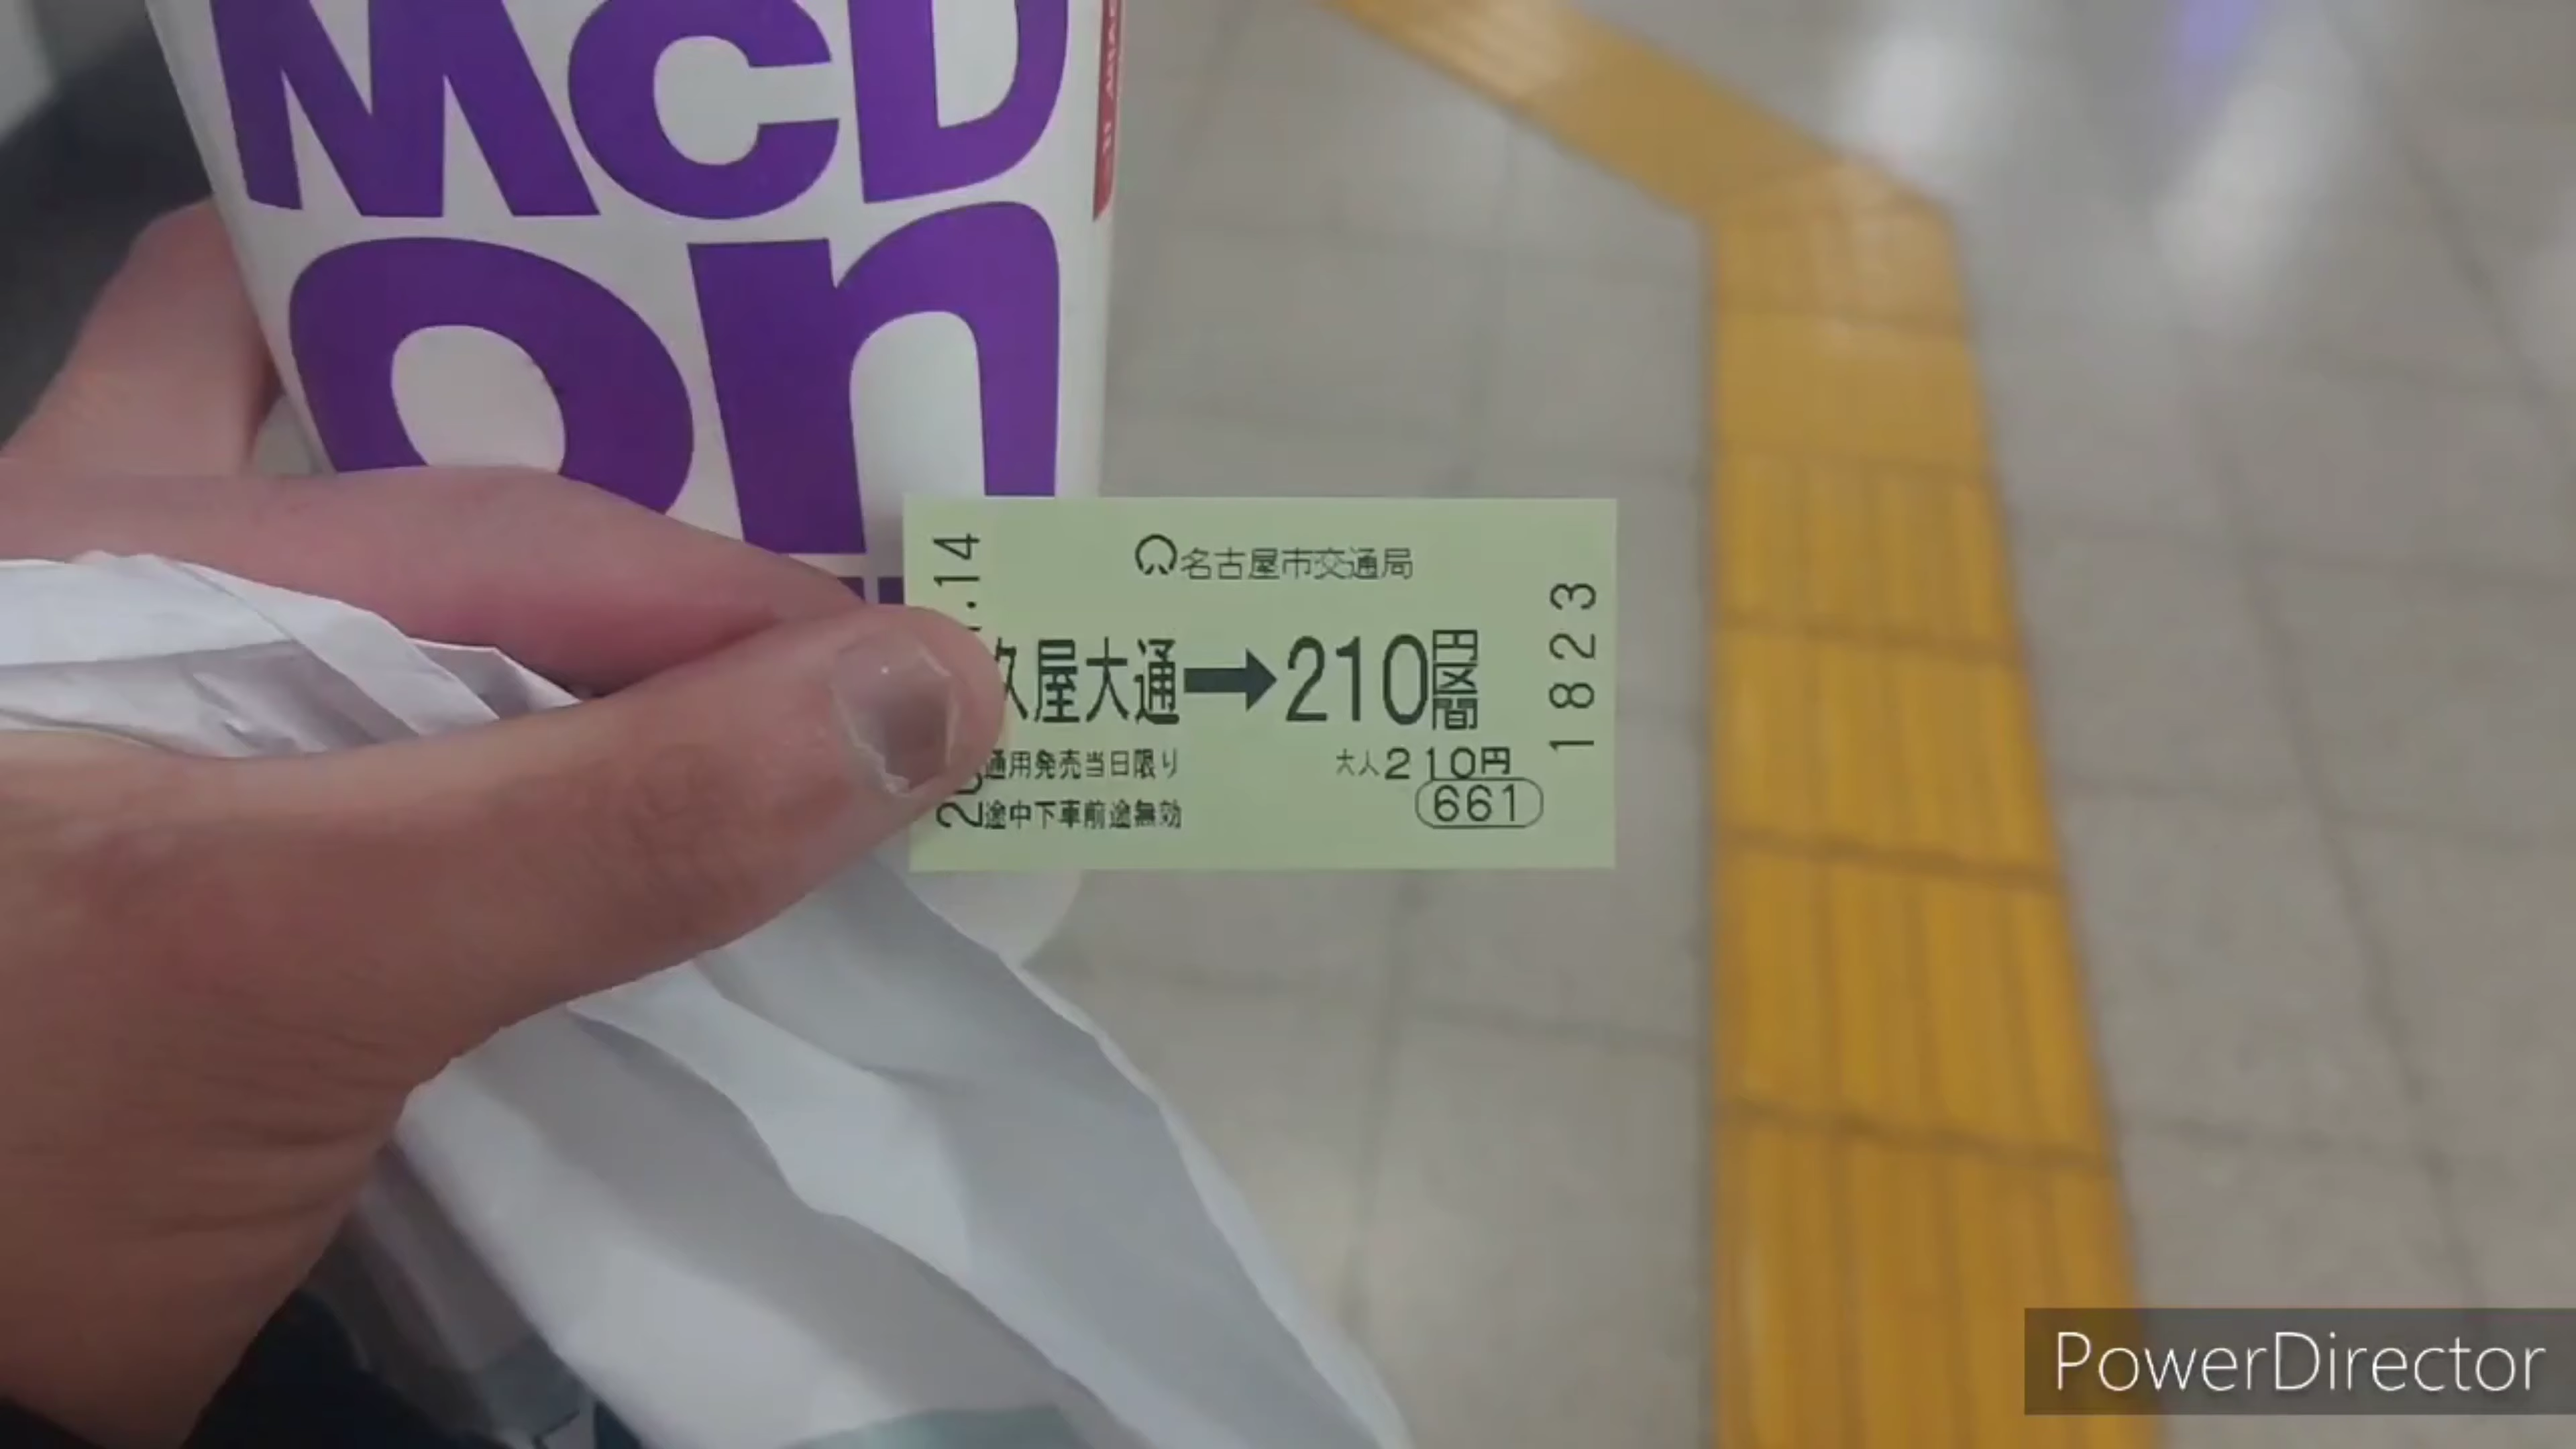 McD
on
名古屋市交通局
久屋大通→210円区間
通用発売当日限り
大人210円
途中下車前途無効
661
.14
1823
PowerDirector